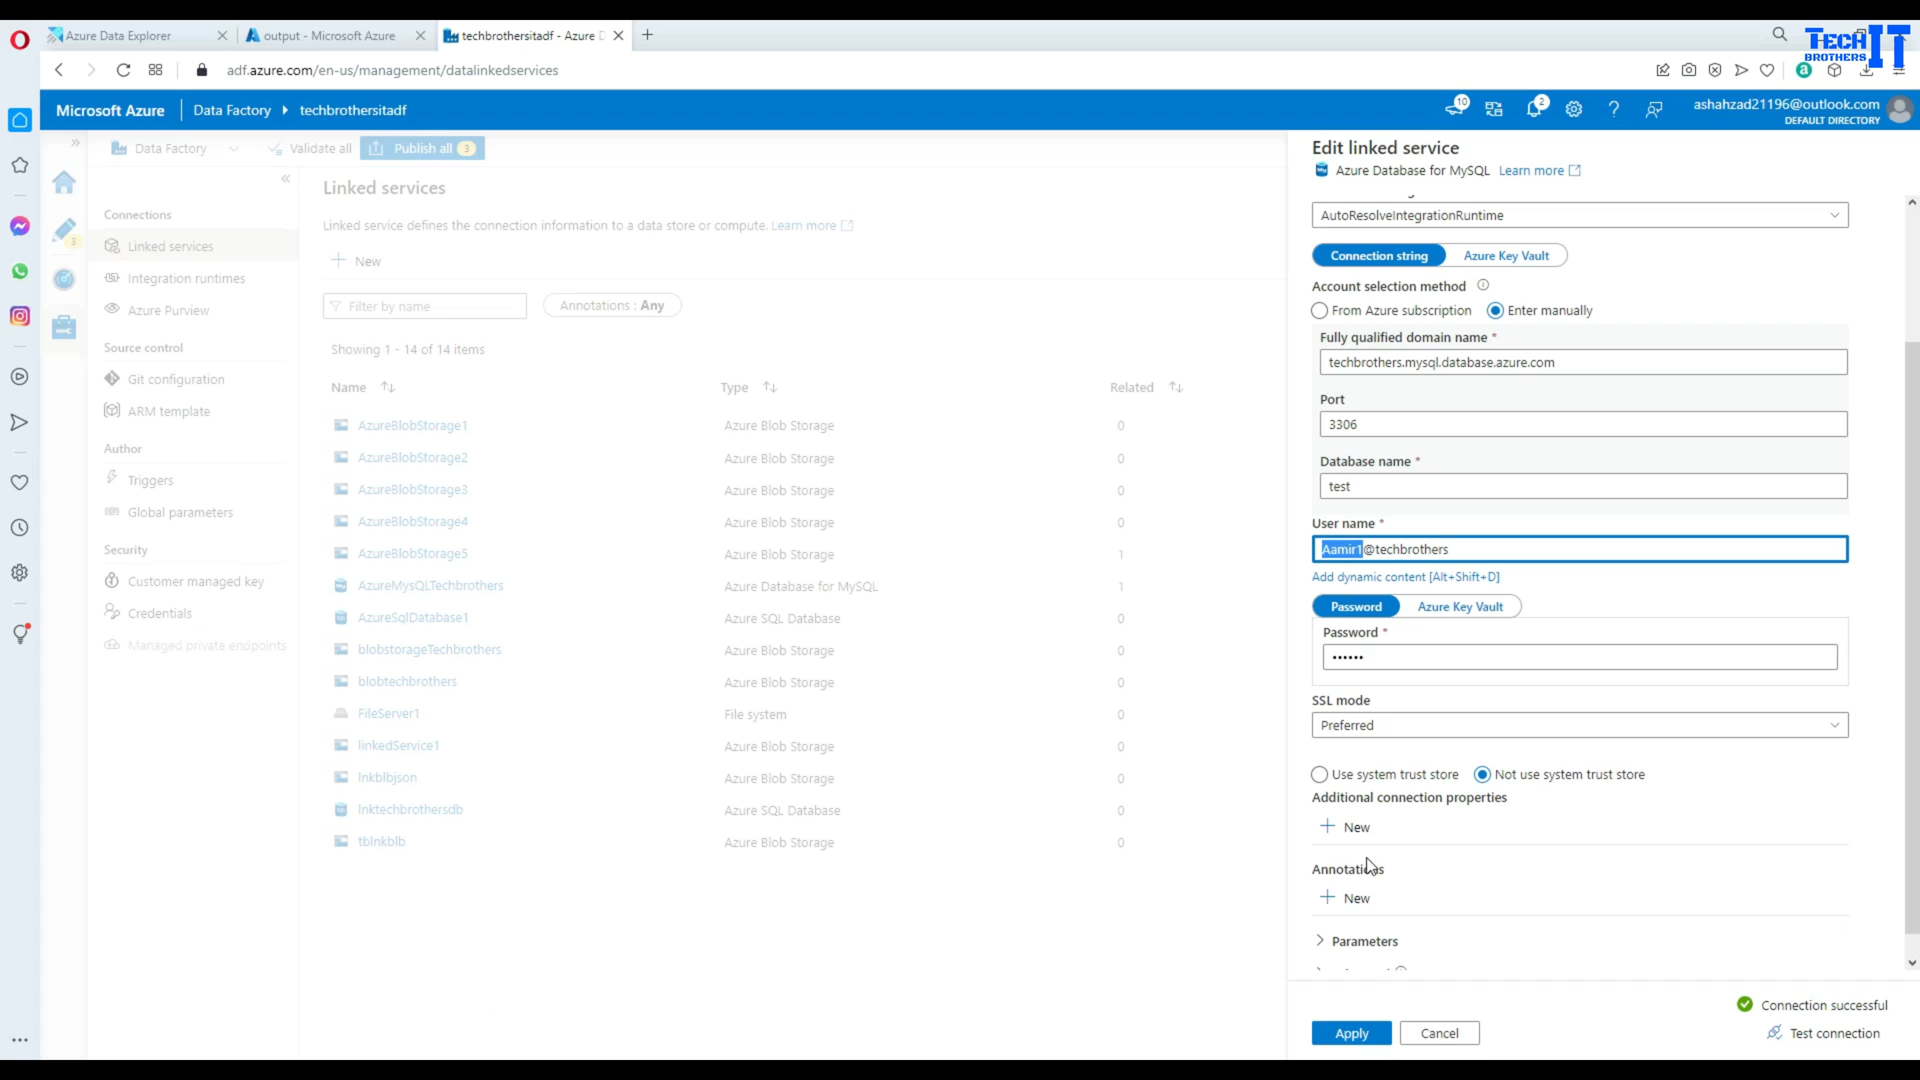 Azure Data Explorer
output - Microsoft Azure
techbrothersitadf - Azure D
TECH IT
BROTHERS
adf.azure.com/en-us/management/datalinkedservices
Microsoft Azure
Data Factory
techbrothersitadf
10
2
ashahzad21196@outlook.com
DEFAULT DIRECTORY
Data Factory
Validate all
Publish all
3
3
Connections
Linked services
Integration runtimes
Azure Purview
Source control
Git configuration
ARM template
Author
Triggers
Global parameters
Security
Customer managed key
Credentials
Managed private endpoints
Linked services
Linked service defines the connection information to a data store or compute. Learn more
New
Filter by name
Annotations : Any
Showing 1 - 14 of 14 items
Name Type Related
AzureBlobStorage1 Azure Blob Storage 0
AzureBlobStorage2 Azure Blob Storage 0
AzureBlobStorage3 Azure Blob Storage 0
AzureBlobStorage4 Azure Blob Storage 0
AzureBlobStorage5 Azure Blob Storage 1
AzureMysQLTechbrothers Azure Database for MySQL 1
AzureSqlDatabase1 Azure SQL Database 0
blobstorageTechbrothers Azure Blob Storage 0
blobtechbrothers Azure Blob Storage 0
FileServer1 File system 0
linkedService1 Azure Blob Storage 0
lnkblbjson Azure Blob Storage 0
lnktechbrothersdb Azure SQL Database 0
tblnkblb Azure Blob Storage 0
Edit linked service
Azure Database for MySQL Learn more
AutoResolveIntegrationRuntime
Connection string Azure Key Vault
Account selection method
From Azure subscription Enter manually
Fully qualified domain name *
techbrothers.mysql.database.azure.com
Port
3306
Database name *
test
User name *
Aamir1@techbrothers
Add dynamic content [Alt+Shift+D]
Password Azure Key Vault
Password *
••••••
SSL mode
Preferred
Use system trust store Not use system trust store
Additional connection properties
New
Annotations
New
Parameters
Connection successful
Apply Cancel Test connection